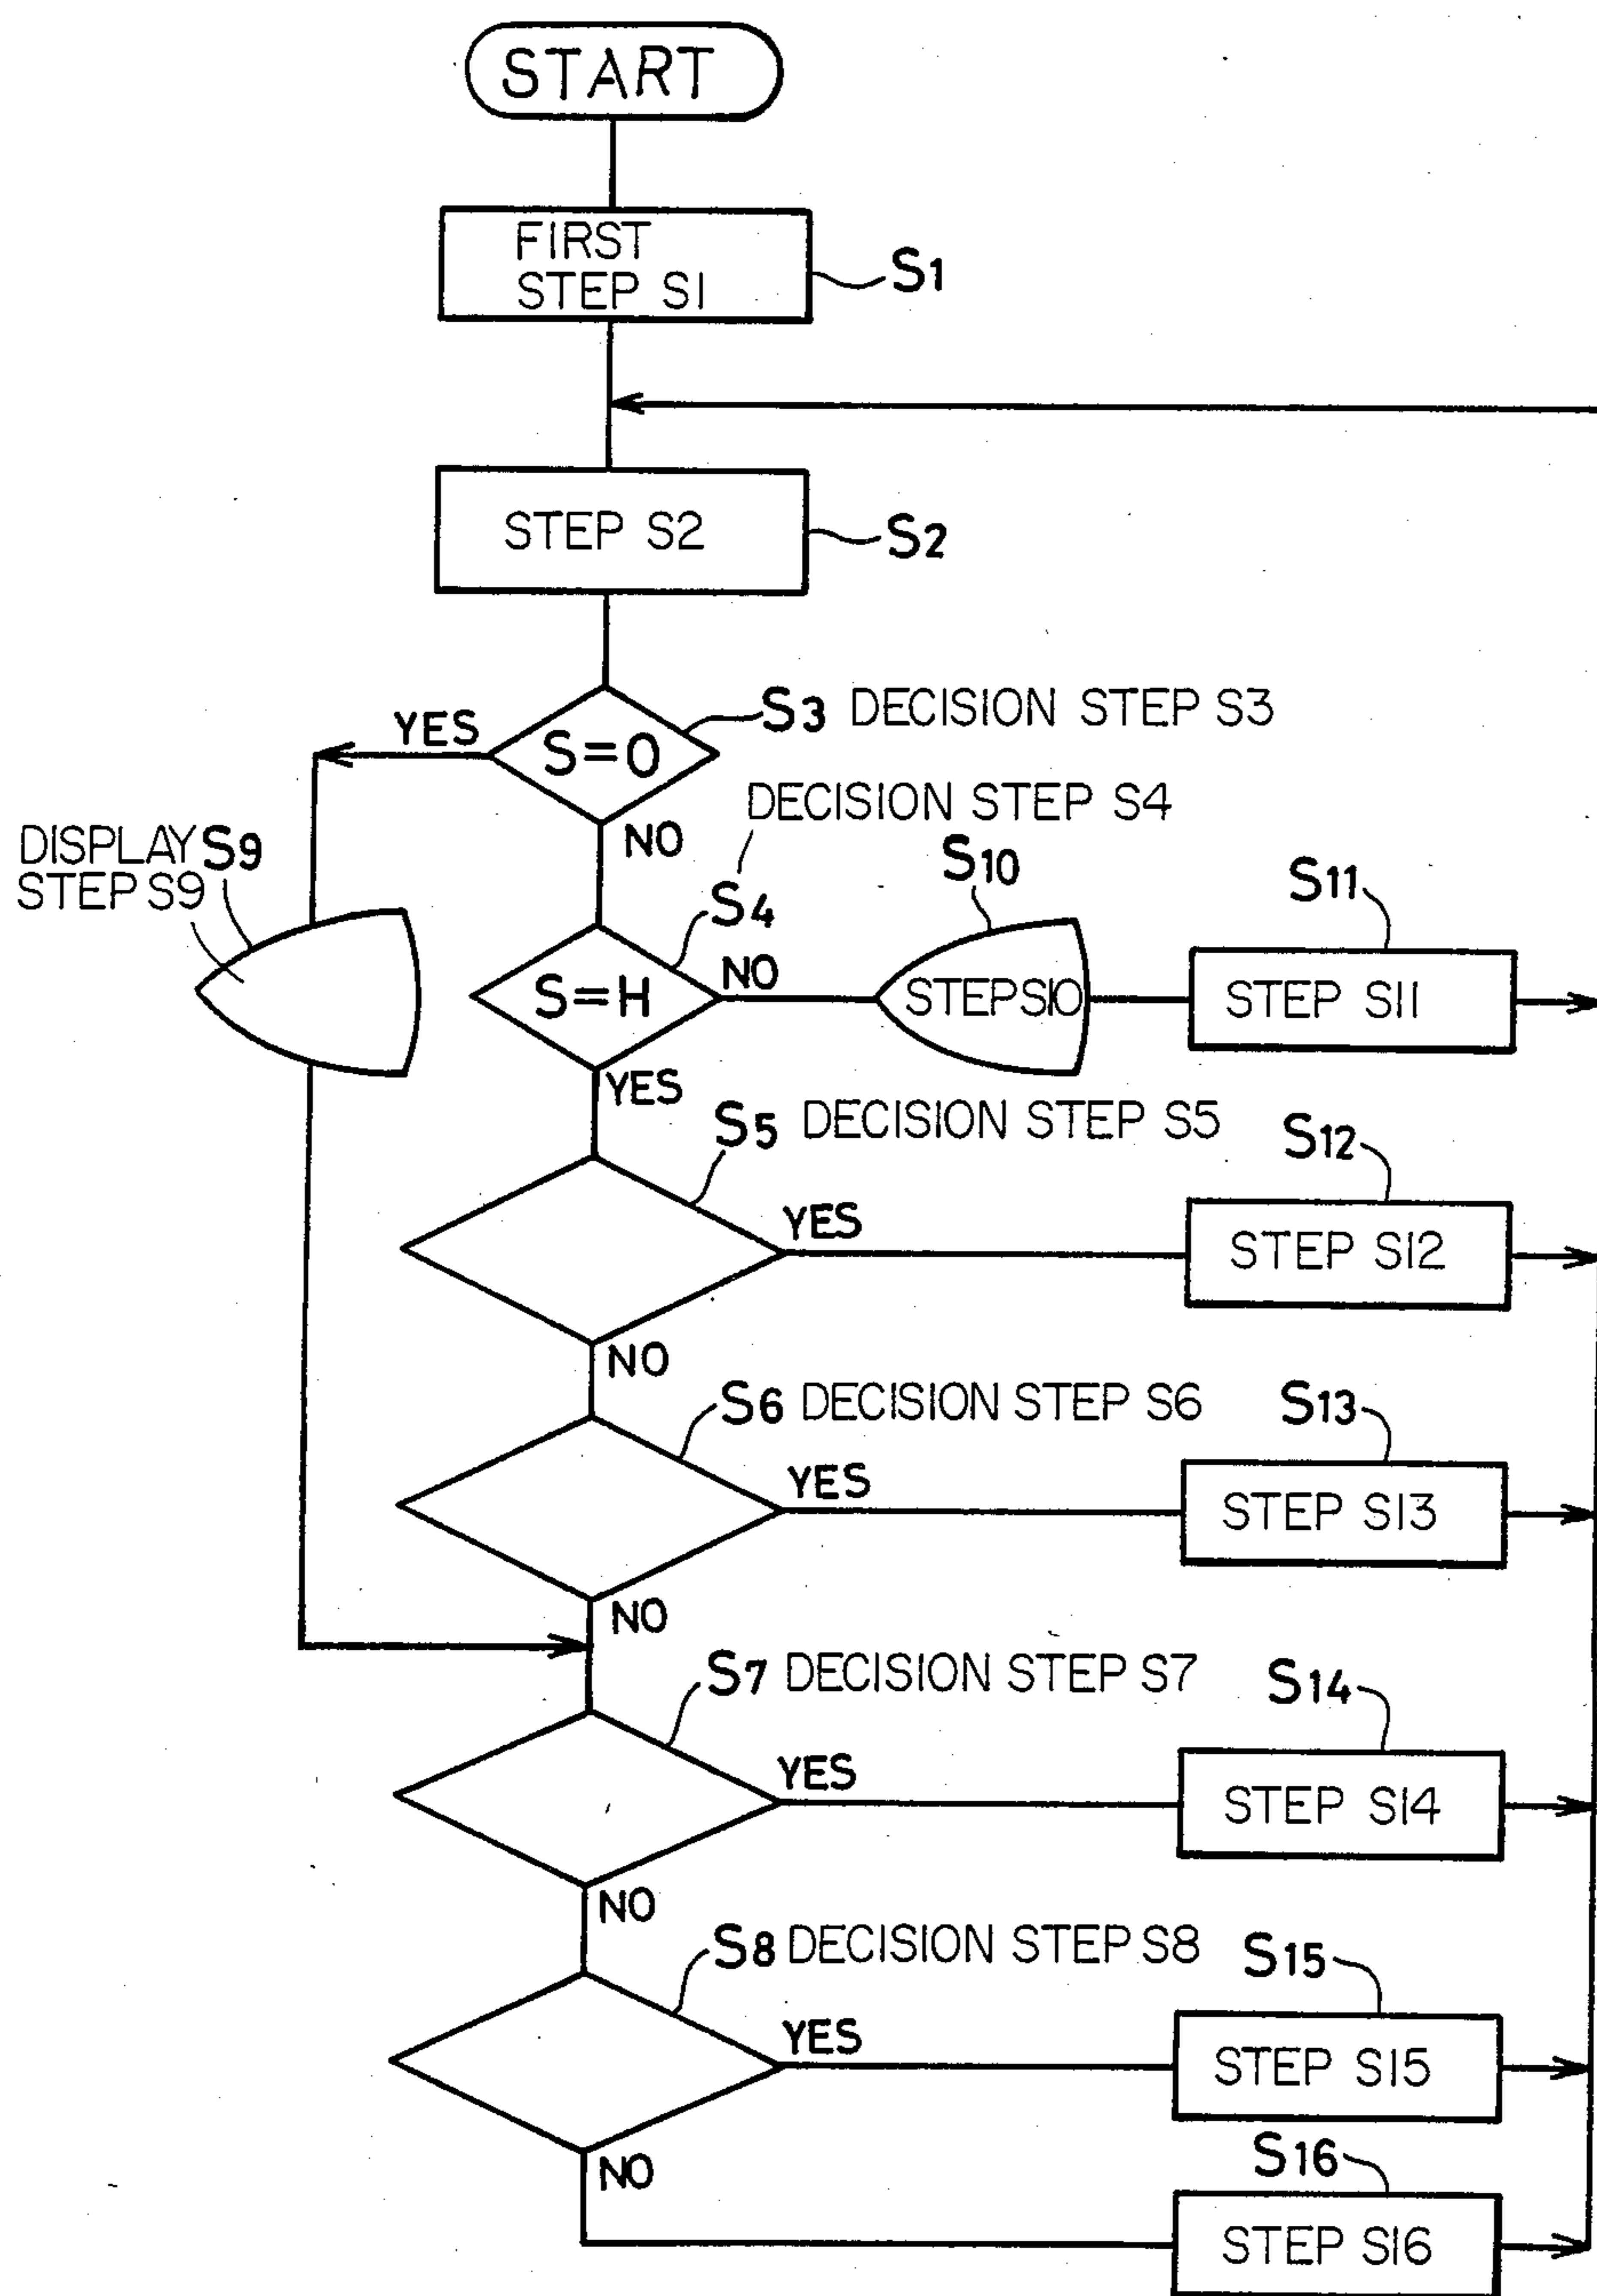 START
FIRST
STEP S1
S1
STEP S2
S2
S3 DECISION STEP S3
YES
S=0
NO
DECISION STEP S4
DISPLAY S9
STEP S9
S4
S10
S11
S=H
NO
STEP S10
STEP S11
YES
S5 DECISION STEP S5
S12
YES
STEP S12
NO
S6 DECISION STEP S6
S13
YES
STEP S13
NO
S7 DECISION STEP S7
S14
YES
STEP S14
NO
S8 DECISION STEP S8
S15
YES
STEP S15
NO
S16
STEP S16